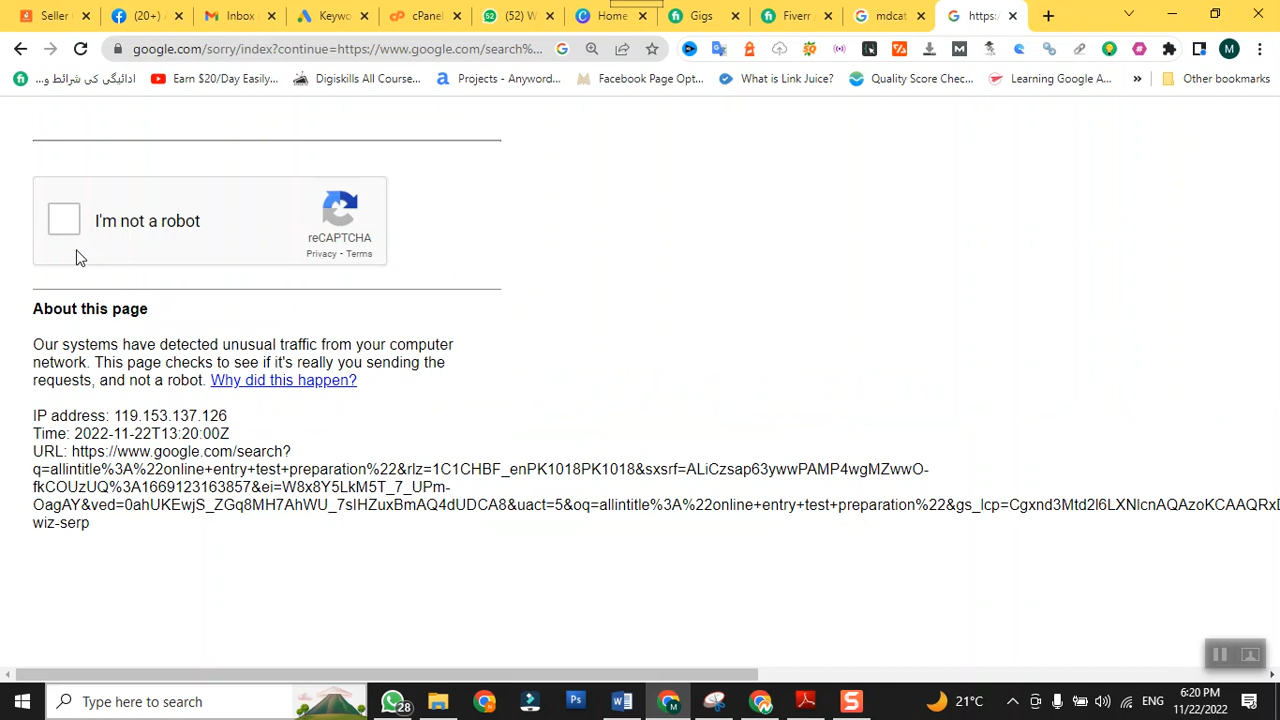 Seller
(20+)
Inbox
Keywo
cPanel
(52) W
Home
Gigs
Fiverr
mdcat
https:
google.com/sorry/index?continue=https://www.google.com/search%...
M
ادائیگی کی شرائط و...
Earn $20/Day Easily...
Digiskills All Course...
Projects - Anyword...
Facebook Page Opt...
What is Link Juice?
Quality Score Chec...
Learning Google A...
Other bookmarks
I'm not a robot
reCAPTCHA
Privacy - Terms
About this page
Our systems have detected unusual traffic from your computer
network. This page checks to see if it's really you sending the
requests, and not a robot. Why did this happen?
IP address: 119.153.137.126
Time: 2022-11-22T13:20:00Z
URL: https://www.google.com/search?
q=allintitle%3A%22online+entry+test+preparation%22&rlz=1C1CHBF_enPK1018PK1018&sxsrf=ALiCzsap63ywwPAMP4wgMZwwO-
fkCOUzUQ%3A1669123163857&ei=W8x8Y5LkM5T_7_UPm-
OagAY&ved=0ahUKEwjS_ZGq8MH7AhWU_7sIHZuxBmAQ4dUDCA8&uact=5&oq=allintitle%3A%22online+entry+test+preparation%22&gs_lcp=Cgxnd3Mtd2l6LXNlcnAQAzoKCAAQRxD
wiz-serp
Type here to search
28
21°C
ENG
6:20 PM
11/22/2022